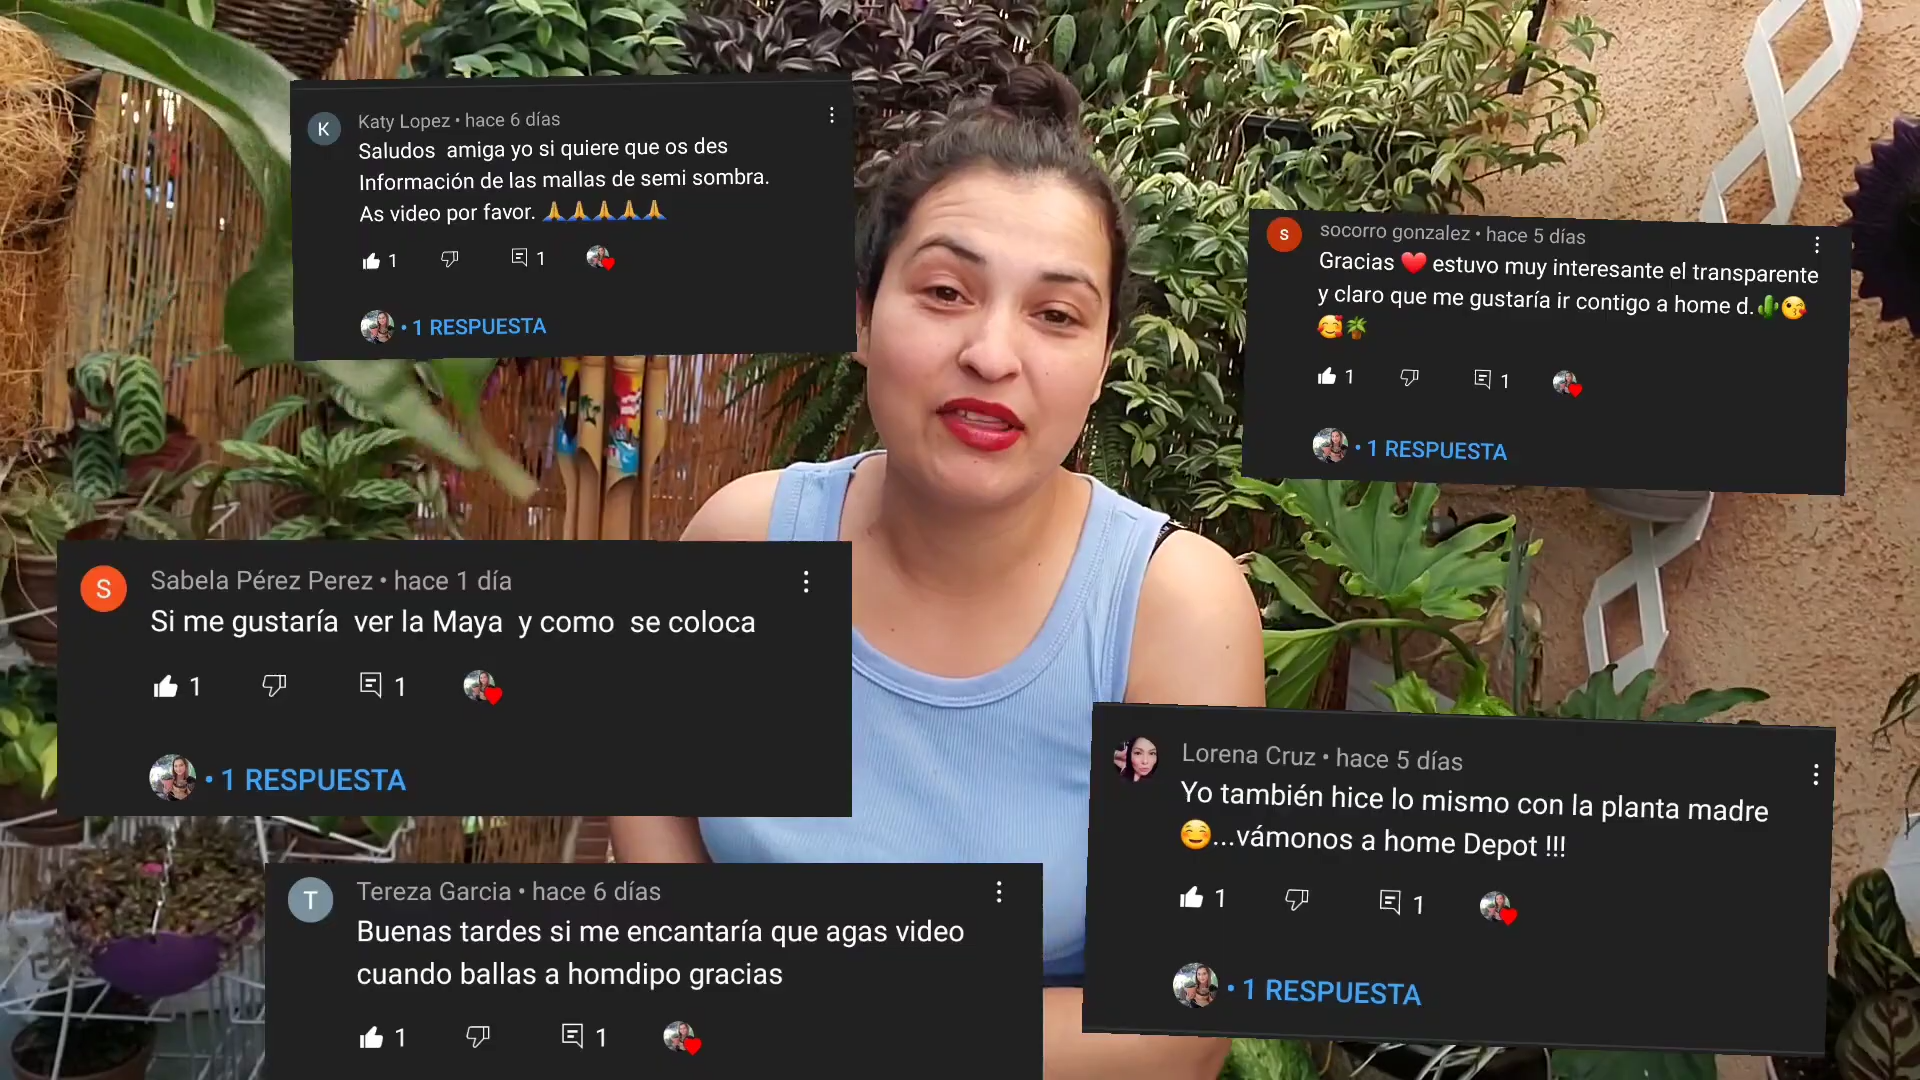 K
Katy Lopez • hace 6 días
Saludos  amiga yo si quiere que os des
Información de las mallas de semi sombra.
As video por favor. 🙏🙏🙏🙏🙏
1
1
• 1 RESPUESTA
s
socorro gonzalez • hace 5 días
Gracias ❤️ estuvo muy interesante el transparente
y claro que me gustaría ir contigo a home d.🌵😘
🥰🌴
1
1
• 1 RESPUESTA
S
Sabela Pérez Perez • hace 1 día
Si me gustaría  ver la Maya  y como  se coloca
1
1
• 1 RESPUESTA
Lorena Cruz • hace 5 días
Yo también hice lo mismo con la planta madre
☺️...vámonos a home Depot !!!
1
1
• 1 RESPUESTA
T
Tereza Garcia • hace 6 días
Buenas tardes si me encantaría que agas video
cuando ballas a homdipo gracias
1
1